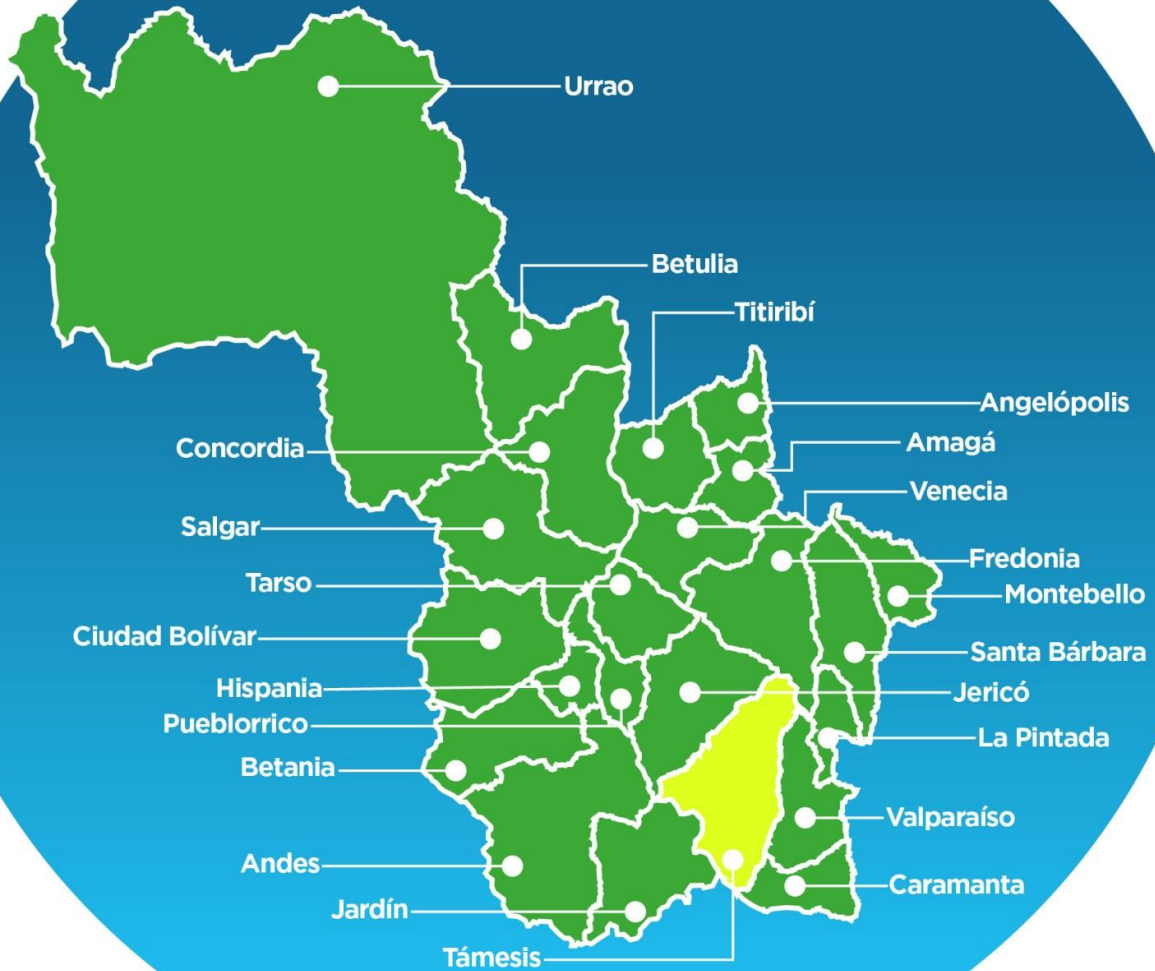 Urrao
Betulia
Titiribí
Angelópolis
Concordia
Amagá
Venecia
Salgar
Fredonia
Tarso
Montebello
Ciudad Bolívar
Santa Bárbara
Hispania
Jericó
Pueblorrico
La Pintada
Betania
Valparaíso
Andes
Caramanta
Jardín
Támesis